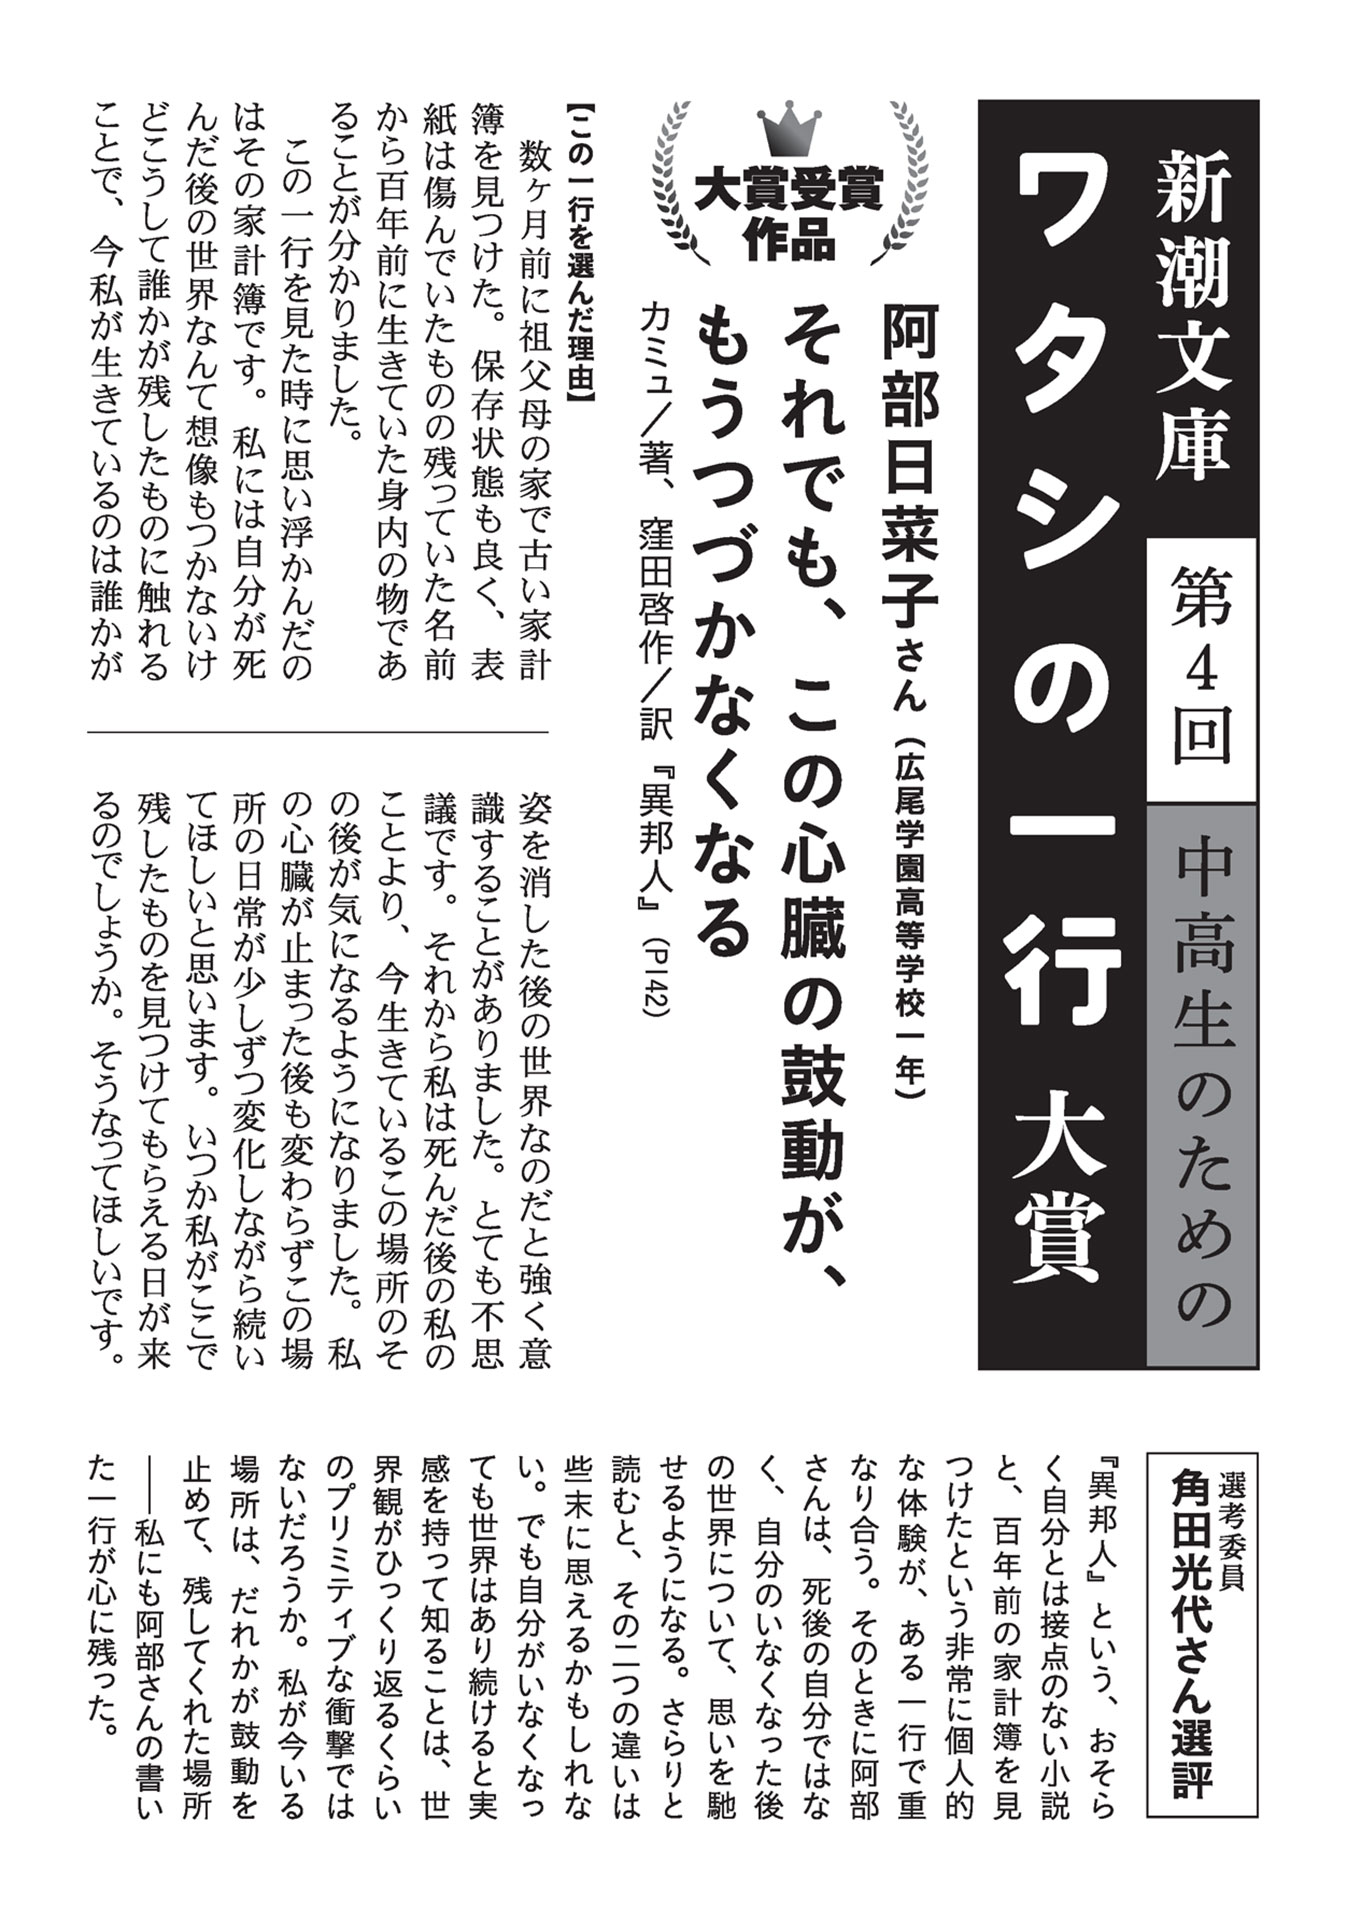 新潮文庫 第4回 中高生のための
ワタシの一行大賞
大賞受賞
作品
阿部日菜子さん（広尾学園高等学校一年）
それでも、この心臓の鼓動が、
もうつづかなくなる
カミュ／著、窪田啓作／訳『異邦人』（P142）
【この一行を選んだ理由】
数ヶ月前に祖父母の家で古い家計
簿を見つけた。保存状態も良く、表
紙は傷んでいたものの残っていた名前
から百年前に生きていた身内の物であ
ることが分かりました。
この一行を見た時に思い浮かんだの
はその家計簿です。私には自分が死
んだ後の世界なんて想像もつかないけ
どこうして誰かが残したものに触れる
ことで、今私が生きているのは誰かが
姿を消した後の世界なのだと強く意
識することがありました。とても不思
議です。それから私は死んだ後の私の
ことより、今生きているこの場所のそ
の後が気になるようになりました。私
の心臓が止まった後も変わらずこの場
所の日常が少しずつ変化しながら続い
てほしいと思います。いつか私がここで
残したものを見つけてもらえる日が来
るのでしょうか。そうなってほしいです。
選考委員
角田光代さん選評
『異邦人』という、おそら
く自分とは接点のない小説
と、百年前の家計簿を見
つけたという非常に個人的
な体験が、ある一行で重
なり合う。そのときに阿部
さんは、死後の自分ではな
く、自分のいなくなった後
の世界について、思いを馳
せるようになる。さらりと
読むと、その二つの違いは
些末に思えるかもしれな
い。でも自分がいなくなっ
ても世界はあり続けると実
感を持って知ることは、世
界観がひっくり返るくらい
のプリミティブな衝撃では
ないだろうか。私が今いる
場所は、だれかが鼓動を
止めて、残してくれた場所
――私にも阿部さんの書い
た一行が心に残った。